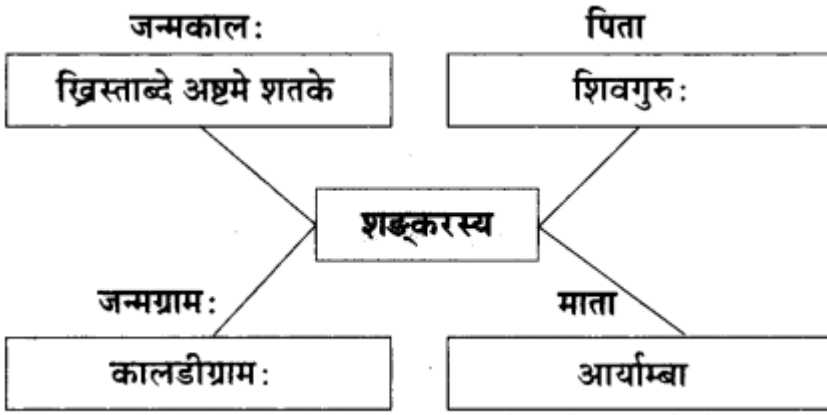 जन्मकालः
पिता
ख्रिस्ताब्दे अष्टमे शतके
शिवगुरुः
शङ्करस्य
जन्मग्रामः
माता
कालडीग्रामः
आर्याम्बा